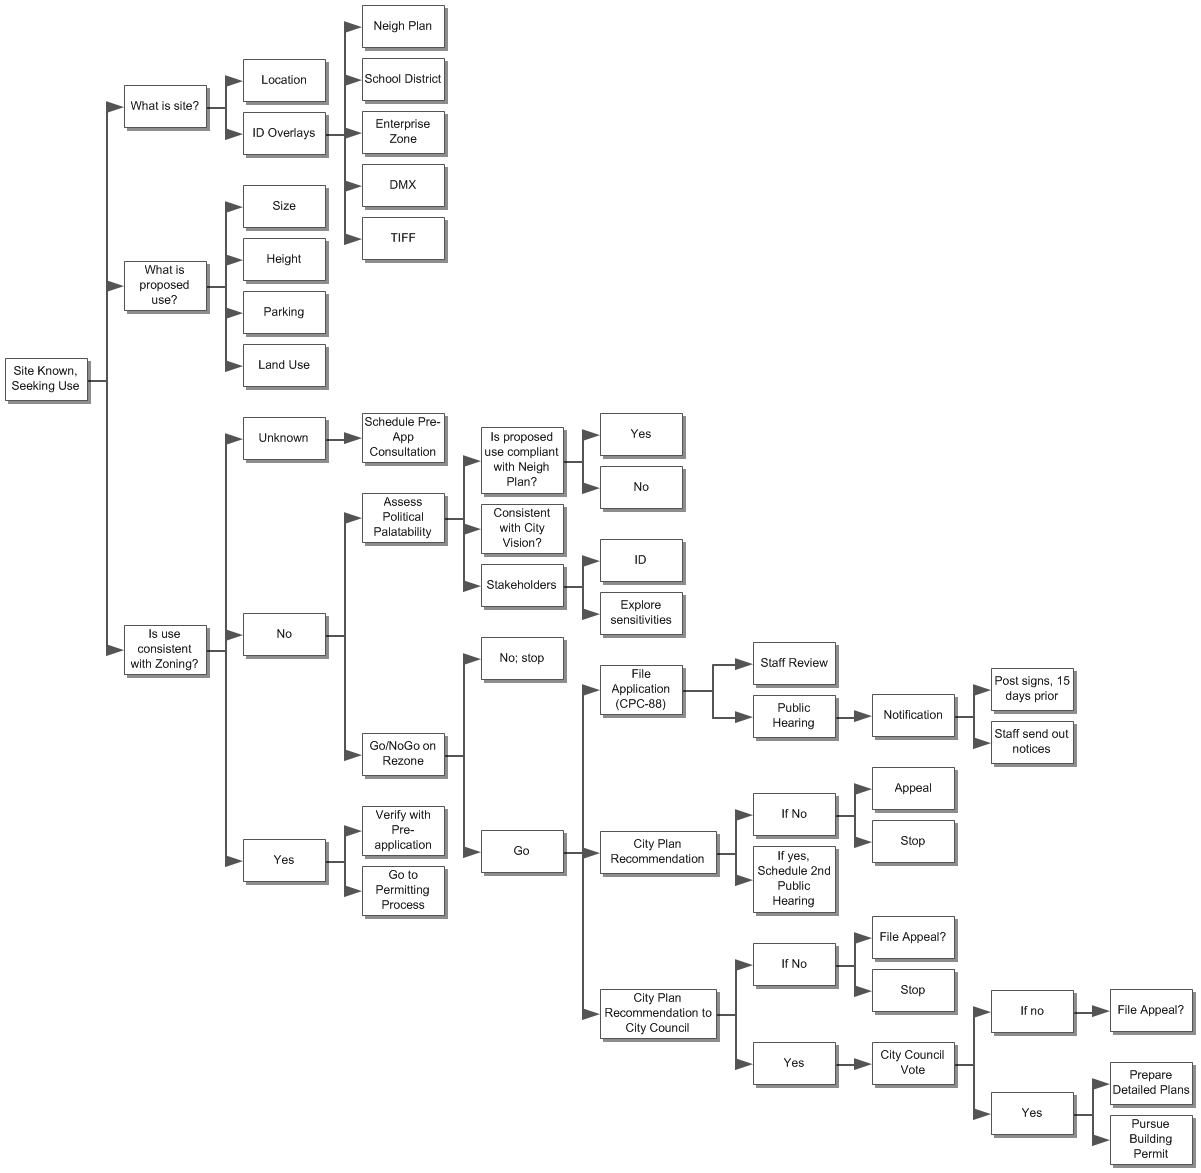 Site Known,
Seeking Use
What is site?
Location
ID Overlays
Neigh Plan
School District
Enterprise
Zone
DMX
TIFF
What is
proposed
use?
Size
Height
Parking
Land Use
Is use
consistent
with Zoning?
Unknown
Schedule Pre-
App
Consultation
No
Assess
Political
Palatability
Is proposed
use compliant
with Neigh
Plan?
Yes
No
Consistent
with City
Vision?
Stakeholders
ID
Explore
sensitivities
Go/NoGo on
Rezone
No; stop
Go
File
Application
(CPC-88)
Staff Review
Public
Hearing
Notification
Post signs, 15
days prior
Staff send out
notices
City Plan
Recommendation
If No
Appeal
Stop
If yes,
Schedule 2nd
Public
Hearing
City Plan
Recommendation to
City Council
If No
File Appeal?
Stop
Yes
City Council
Vote
If no
File Appeal?
Yes
Prepare
Detailed Plans
Pursue
Building
Permit
Yes
Verify with
Pre-
application
Go to
Permitting
Process